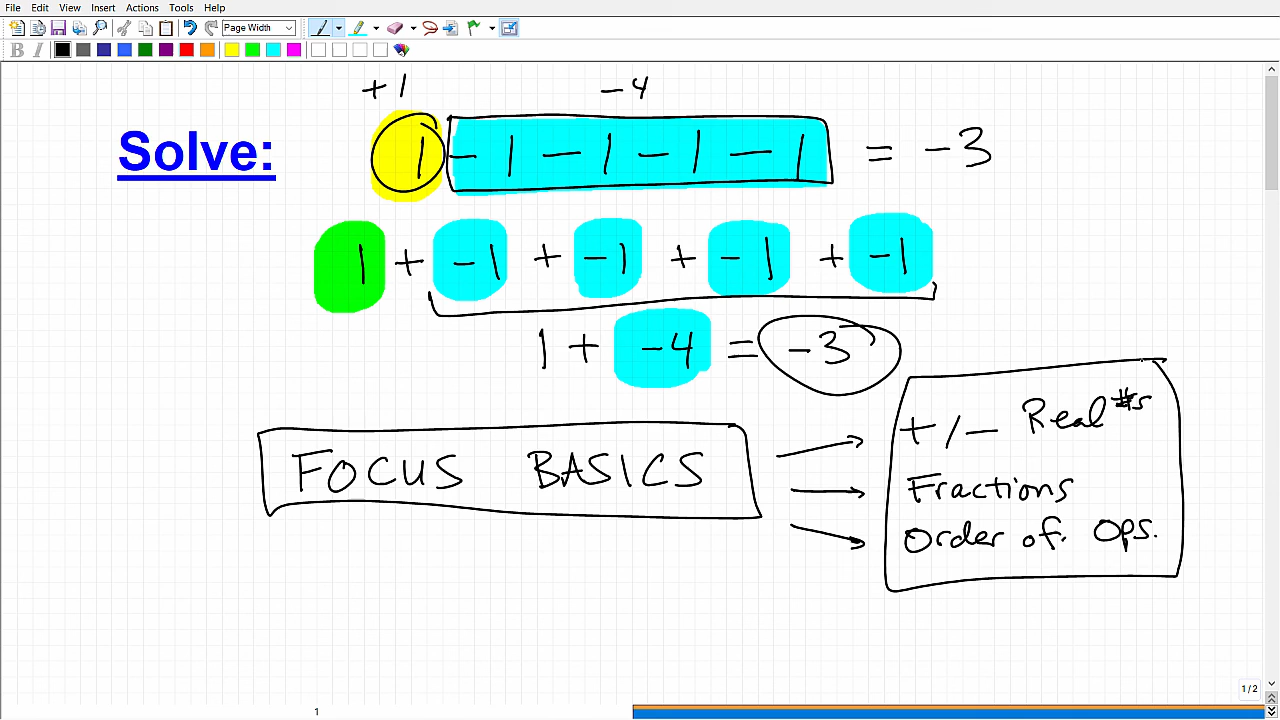 File Edit View Insert Actions Tools Help
Page Width
B I
+1 -4
Solve: 1 - 1 - 1 - 1 - 1 = -3
1 + -1 + -1 + -1 + -1
1 + -4 = -3
FOCUS BASICS
+/- Real #s
Fractions
Order of. Ops.
1/2
1